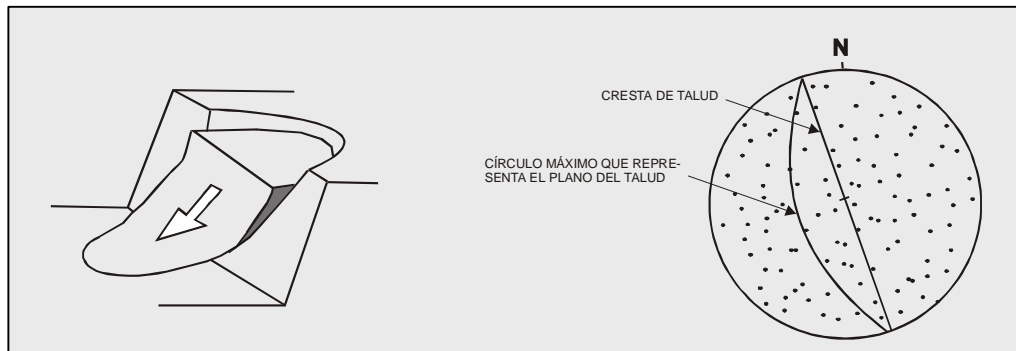 N
CRESTA DE TALUD
CÍRCULO MÁXIMO QUE REPRE-
SENTA EL PLANO DEL TALUD